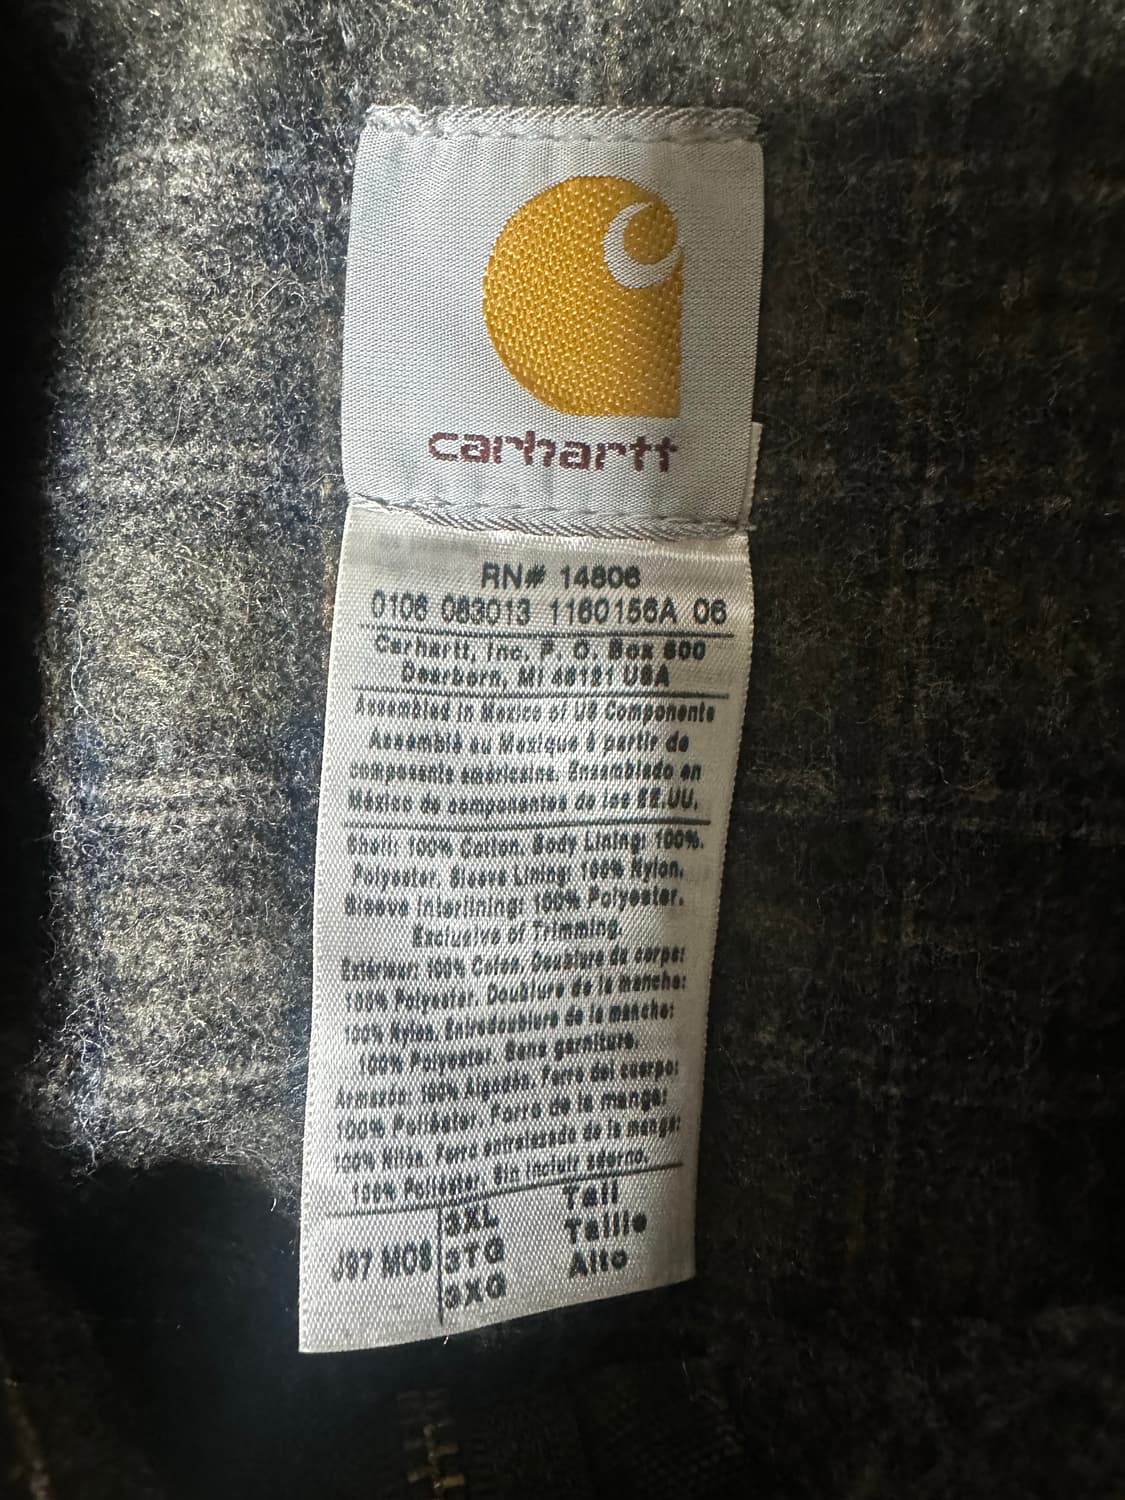 carhartt
RN# 14806
0106 083013 1160156A 06
Carhartt, Inc. P. O. Box 600
Dearborn, MI 48121 USA
Assembled in Mexico of US Components
Assemblé au Mexique à partir de
composants américains. Ensamblado en
México de componentes de los EE.UU.
Shell: 100% Cotton. Body Lining: 100%.
Polyester. Sleeve Lining: 100% Nylon.
Sleeve Interlining: 100% Polyester.
Exclusive of Trimming.
Extérieur: 100% Coton. Doublure de corps:
100% Polyester. Doublure de la manche:
100% Nylon. Entredoublure de la manche:
100% Polyester. Sans garniture.
Armazón: 100% Algodón. Forro del cuerpo:
100% Poliéster. Forro de la manga:
100% Nilón. Forro entrelazado de la manga:
100% Poliéster. Sin incluir adorno.
J97 MOS
3XL Tall
3TG Taille
3XG Alto